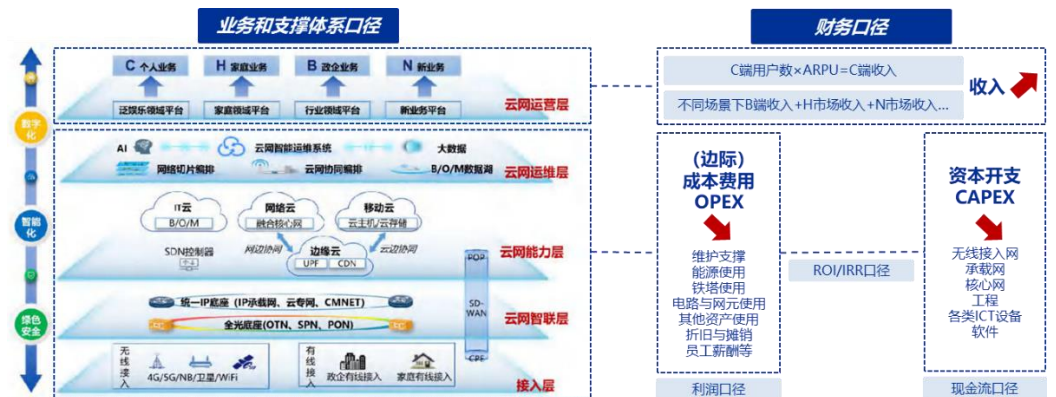 业务和支撑体系口径
数字化
智能化
绿色安全
C 个人业务
H 家庭业务
B 政企业务
N 新业务
泛娱乐领域平台
家庭领域平台
行业领域平台
新业务平台
云网运营层
AI
云网智能运维系统
大数据
网络切片编排
云网协同编排
B/O/M数据湖
云网运维层
IT云
B/O/M
网络云
融合核心网
移动云
云主机/云存储
SDN控制器
网边协同
边缘云
UPF
CDN
云边协同
云网能力层
POP
SD-WAN
CPE
统一IP底座（IP承载网、云专网、CMNET）
全光底座(OTN、SPN、PON)
云网智联层
无线接入
4G/5G/NB/卫星/WiFi
有线接入
政企有线接入
家庭有线接入
接入层
财务口径
C端用户数×ARPU=C端收入
不同场景下B端收入+H市场收入+N市场收入...
收入
（边际）
成本费用
OPEX
维护支撑
能源使用
铁塔使用
电路与网元使用
其他资产使用
折旧与摊销
员工薪酬等
利润口径
ROI/IRR口径
资本开支
CAPEX
无线接入网
承载网
核心网
工程
各类ICT设备
软件
现金流口径